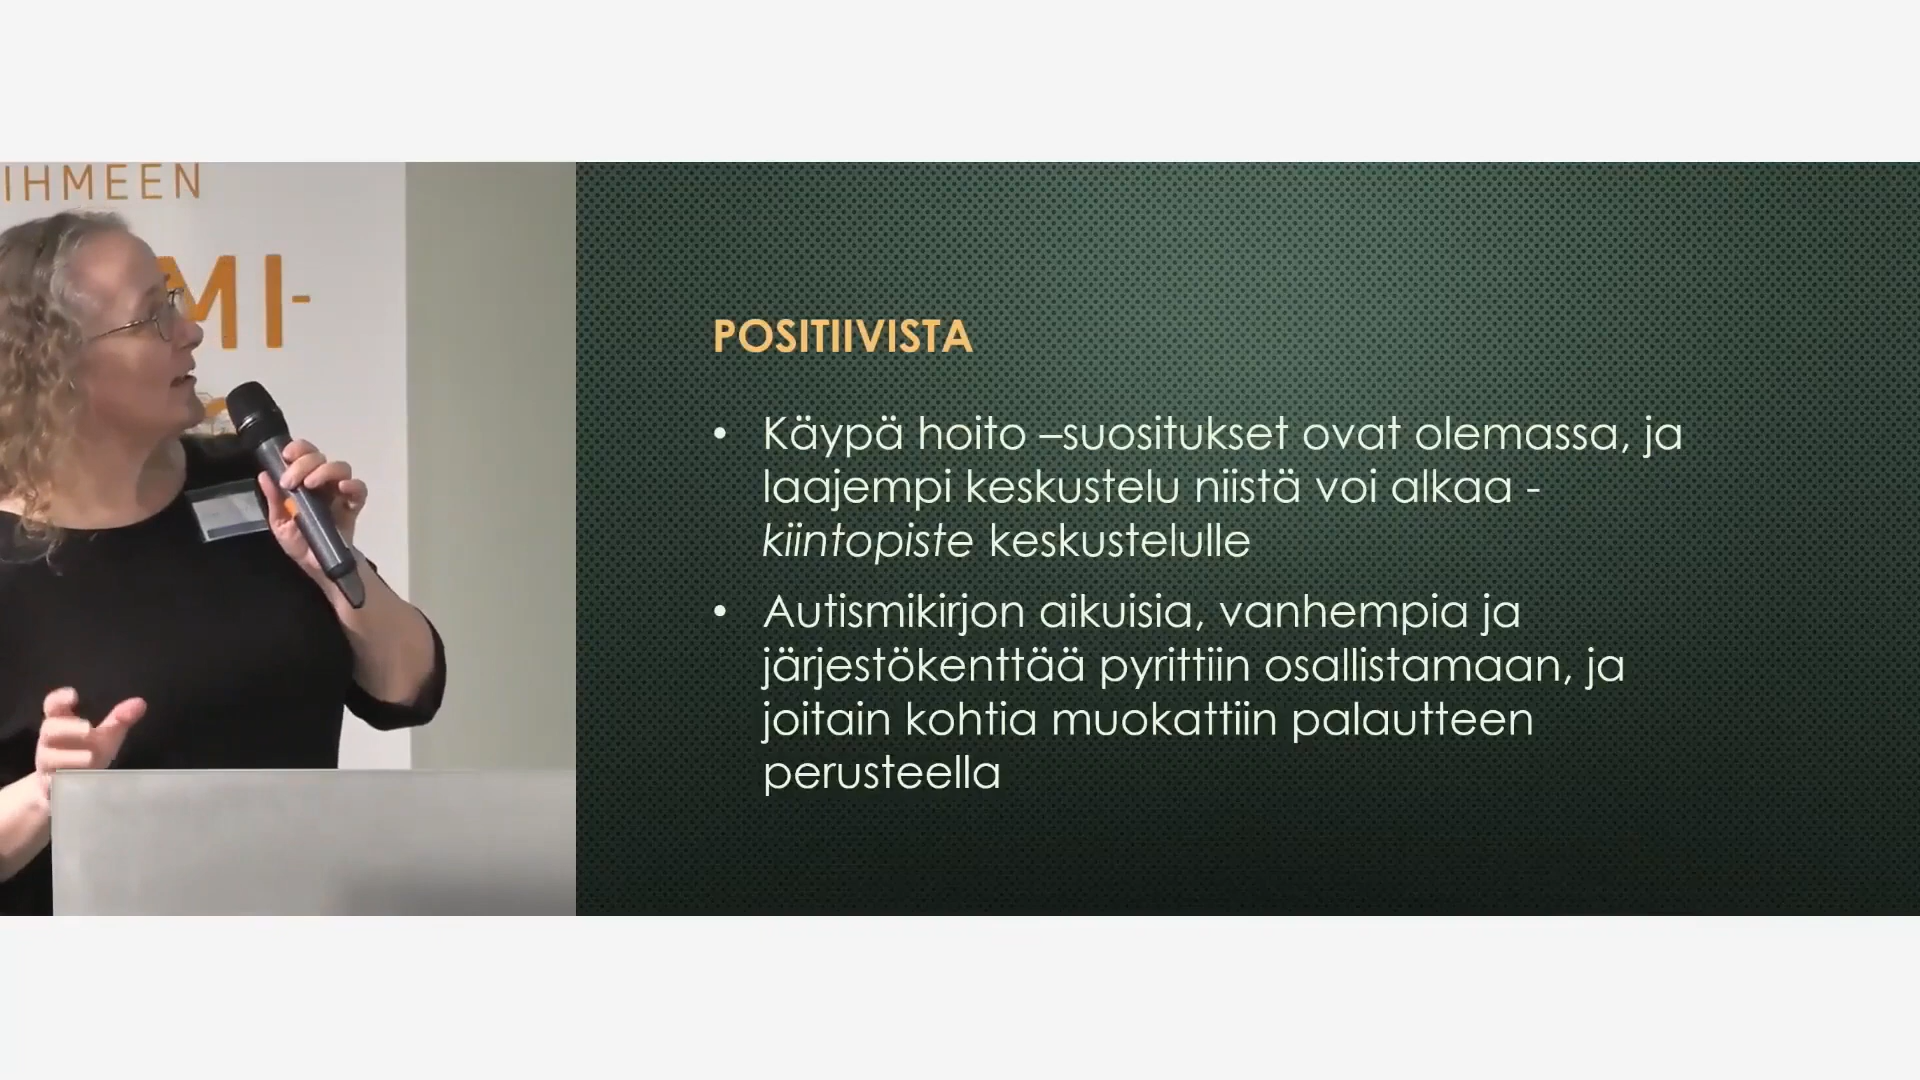 IHMEEN
MI-
POSITIIVISTA
• Käypä hoito –suositukset ovat olemassa, ja
laajempi keskustelu niistä voi alkaa -
kiintopiste keskustelulle
• Autismikirjon aikuisia, vanhempia ja
järjestökenttää pyrittiin osallistamaan, ja
joitain kohtia muokattiin palautteen
perusteella